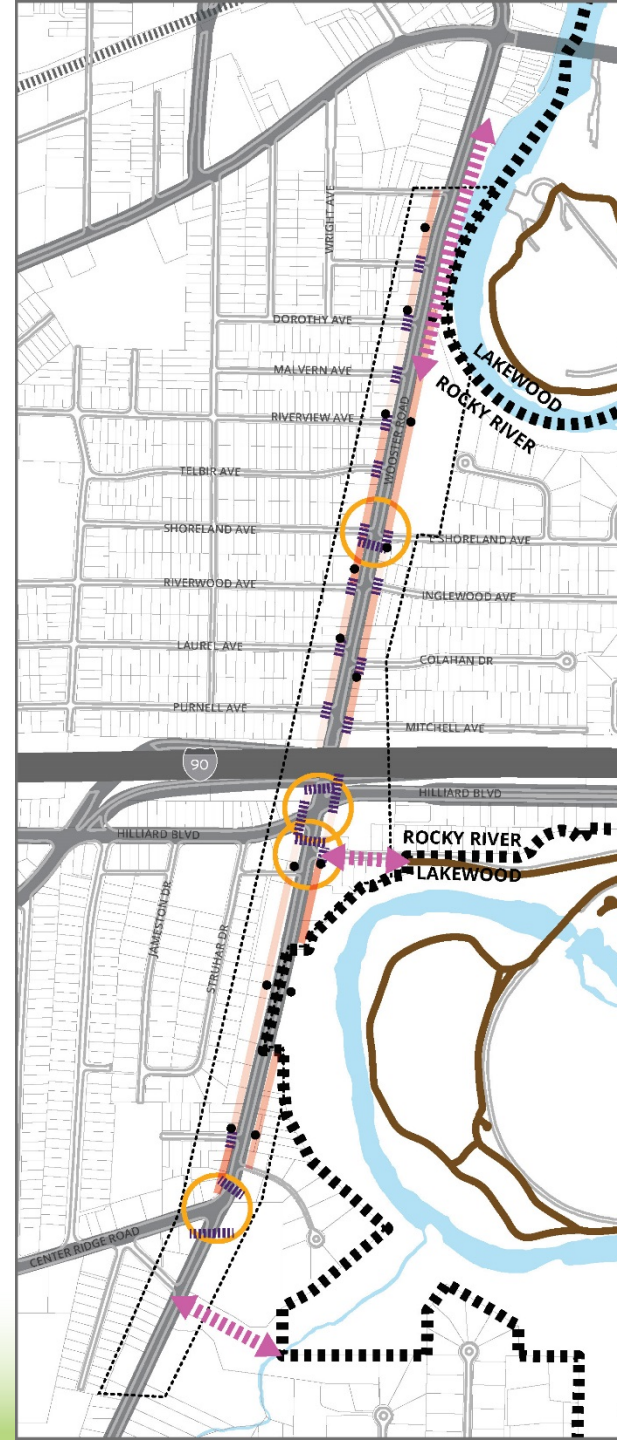 WRIGHT AVE
DOROTHY AVE
LAKEWOOD
MALVERN AVE
ROCKY RIVER
RIVERVIEW AVE
WOOSTER ROAD
TELBIR AVE
SHORELAND AVE
E SHORELAND AVE
RIVERWOOD AVE
INGLEWOOD AVE
LAUREL AVE
COLAHAN DR
PURNELL AVE
MITCHELL AVE
90
HILLIARD BLVD
HILLIARD BLVD
ROCKY RIVER
LAKEWOOD
JAMESTON DR
STRUHAR DR
CENTER RIDGE ROAD